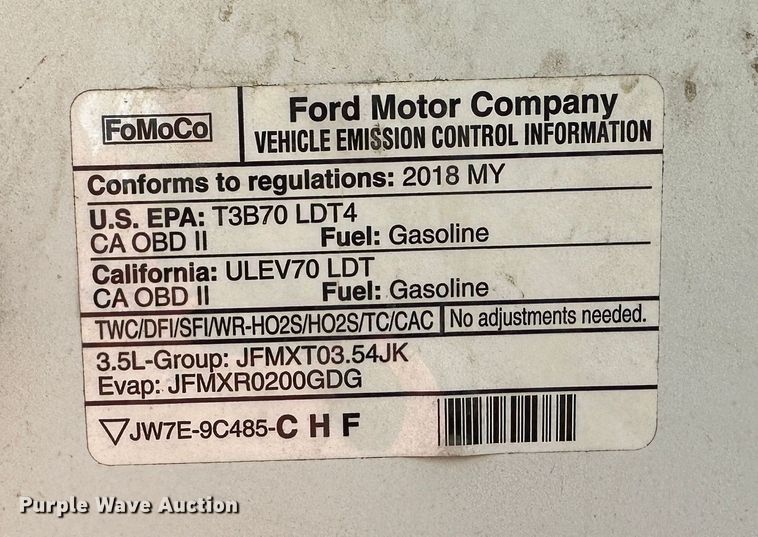 FoMoCo
Ford Motor Company
VEHICLE EMISSION CONTROL INFORMATION
Conforms to regulations: 2018 MY
U.S. EPA: T3B70 LDT4
CA OBD II Fuel: Gasoline
California: ULEV70 LDT
CA OBD II Fuel: Gasoline
TWC/DFI/SFI/WR-HO2S/HO2S/TC/CAC No adjustments needed.
3.5L-Group: JFMXT03.54JK
Evap: JFMXR0200GDG
▽JW7E-9C485-C H F
Purple Wave Auction